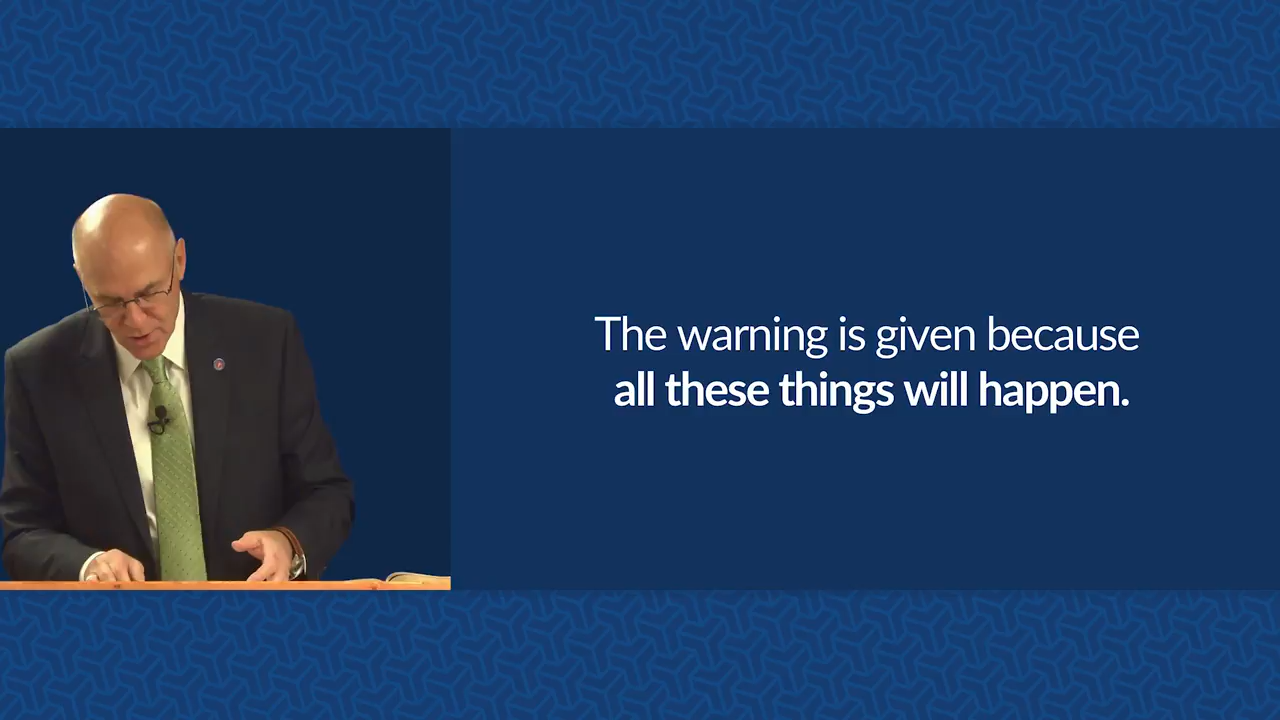 The warning is given because
all these things will happen.